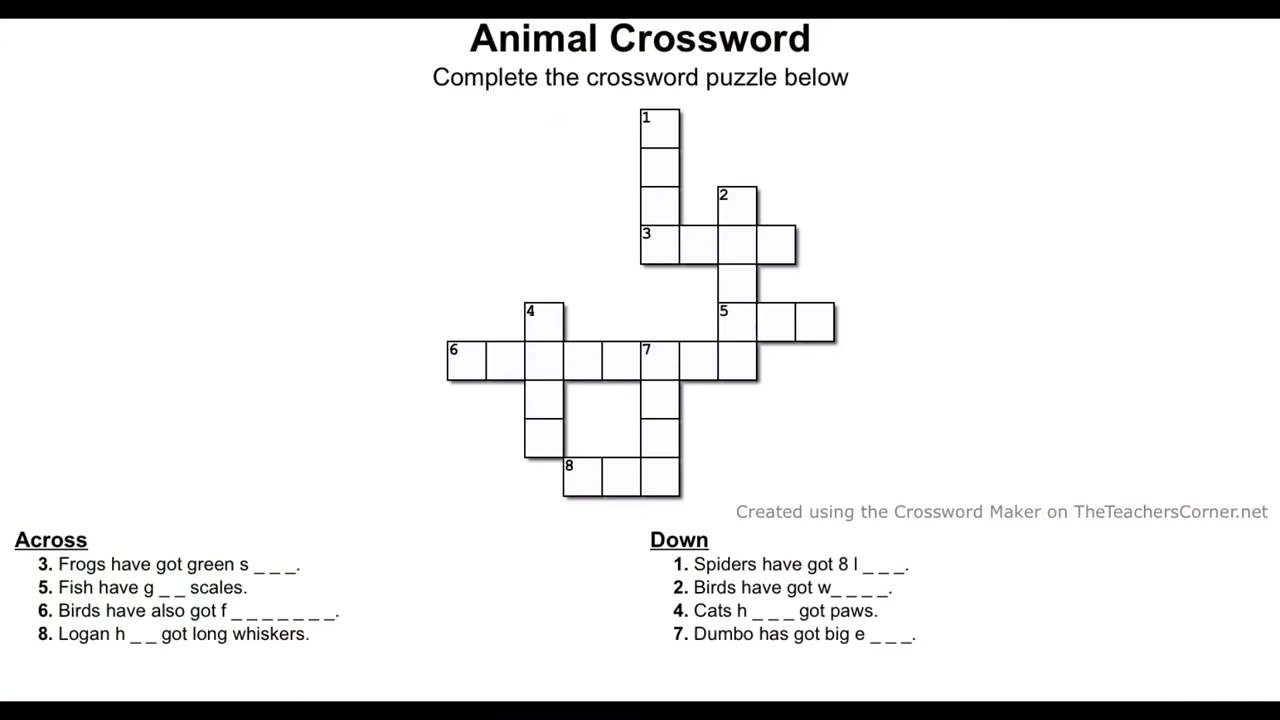 Animal Crossword
Complete the crossword puzzle below
1
2
3
4
5
6
7
8
Created using the Crossword Maker on TheTeachersCorner.net
Across
3. Frogs have got green s _ _ _.
5. Fish have g _ _ scales.
6. Birds have also got f _ _ _ _ _ _ _.
8. Logan h _ _ got long whiskers.
Down
1. Spiders have got 8 l _ _ _.
2. Birds have got w_ _ _ _.
4. Cats h _ _ _ got paws.
7. Dumbo has got big e _ _ _.